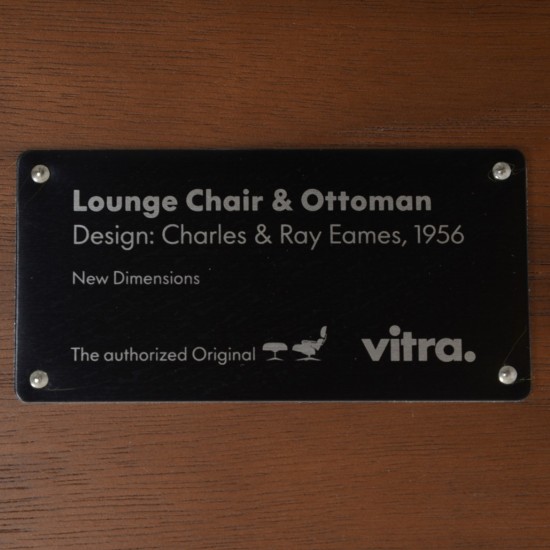 Lounge Chair & Ottoman
Design: Charles & Ray Eames, 1956
New Dimensions
The authorized Original
vitra.